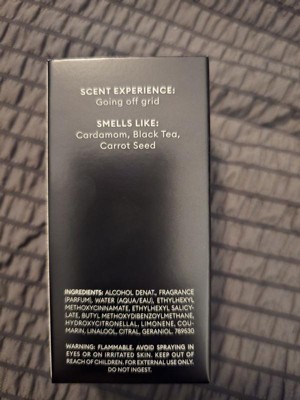 SCENT EXPERIENCE:
Going off grid
SMELLS LIKE:
Cardamom, Black Tea,
Carrot Seed
INGREDIENTS: ALCOHOL DENAT., FRAGRANCE
(PARFUM), WATER (AQUA/EAU), ETHYLHEXYL
METHOXYCINNAMATE, ETHYLHEXYL SALICY-
LATE, BUTYL METHOXYDIBENZOYLMETHANE,
HYDROXYCITRONELLAL, LIMONENE, COU-
MARIN, LINALOOL, CITRAL, GERANIOL, 789530
WARNING: FLAMMABLE. AVOID SPRAYING IN
EYES OR ON IRRITATED SKIN. KEEP OUT OF
REACH OF CHILDREN. FOR EXTERNAL USE ONLY.
DO NOT INGEST.